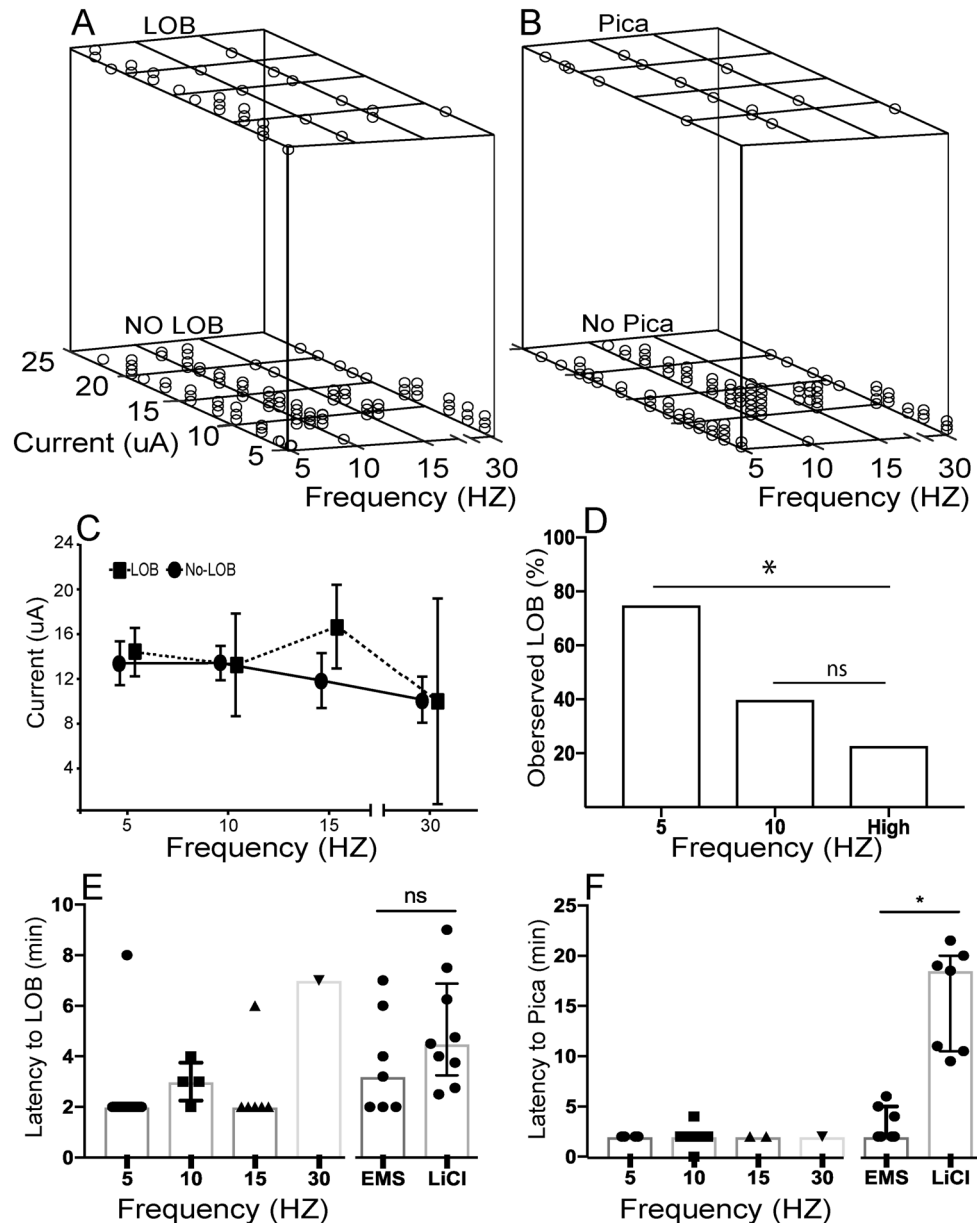 A
LOB
NO LOB
25
20
15
10
5
Current (uA)
5
10
15
30
Frequency (HZ)
B
Pica
No Pica
5
10
15
30
Frequency (HZ)
C
24
20
16
12
8
4
LOB
No-LOB
Current (uA)
5
10
15
30
Frequency (HZ)
D
100
80
60
40
20
*
ns
Oberserved LOB (%)
5
10
High
Frequency (HZ)
E
10
8
6
4
2
0
ns
Latency to LOB (min)
5
10
15
30
EMS
LiCl
Frequency (HZ)
F
25
20
15
10
5
0
*
Latency to Pica (min)
5
10
15
30
EMS
LiCl
Frequency (HZ)